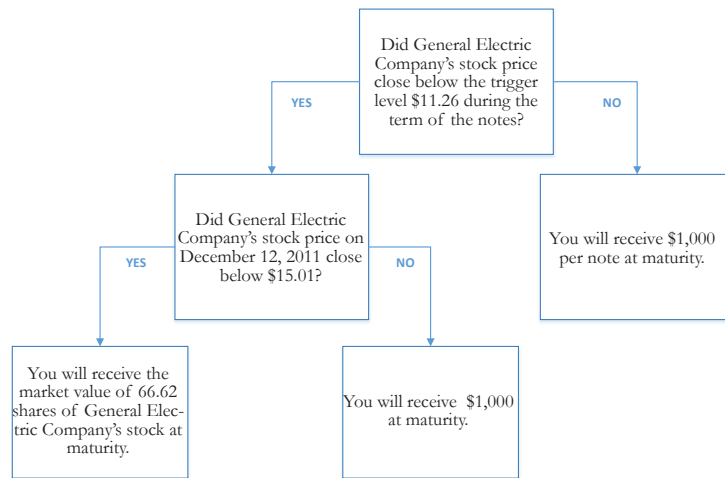 Did General Electric
Company's stock price
close below the trigger
level $11.26 during the
term of the notes?
YES
NO
Did General Electric
Company's stock price on
December 12, 2011 close
below $15.01?
You will receive $1,000
per note at maturity.
YES
NO
You will receive the
market value of 66.62
shares of General Elec-
tric Company's stock at
maturity.
You will receive $1,000
at maturity.